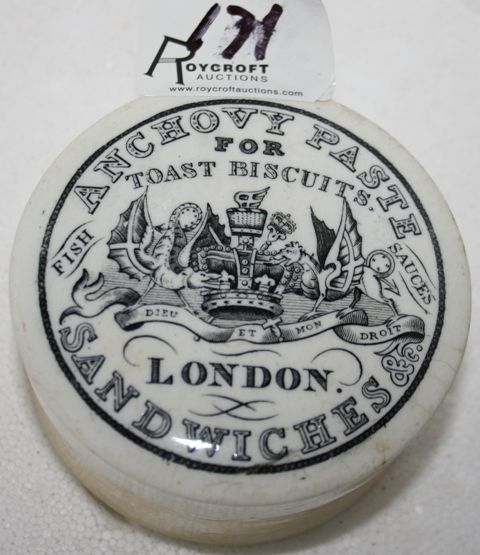 171
ROYCROFT
AUCTIONS
www.roycroftauctions.com
ANCHOVY PASTE
FOR
TOAST BISCUITS,
FISH
SAUCES
DIEU ET MON DROIT
LONDON.
SANDWICHES &c.